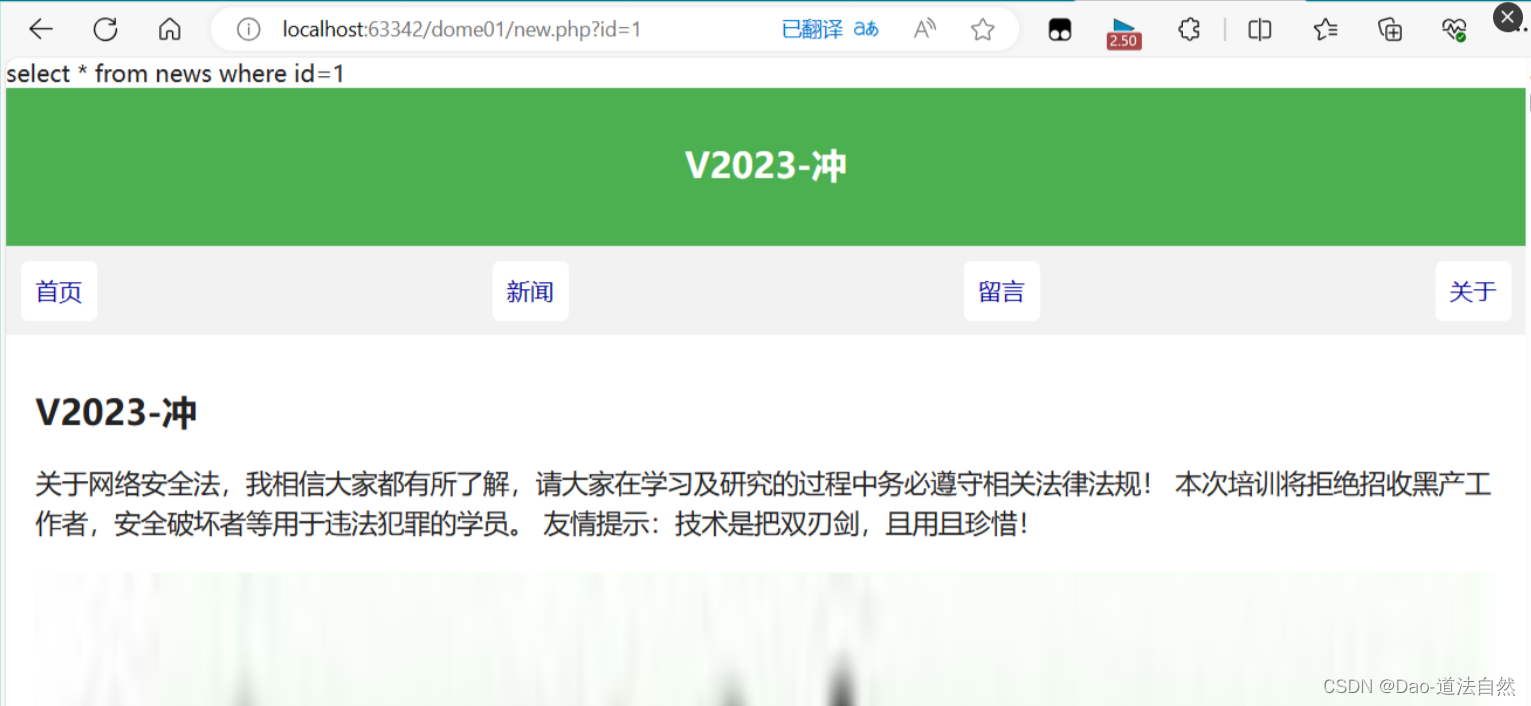 localhost:63342/dome01/new.php?id=1 已翻译 aあ A
2.50
select * from news where id=1
V2023-冲
首页 新闻 留言 关于
V2023-冲
关于网络安全法，我相信大家都有所了解，请大家在学习及研究的过程中务必遵守相关法律法规！ 本次培训将拒绝招收黑产工
作者，安全破坏者等用于违法犯罪的学员。 友情提示：技术是把双刃剑，且用且珍惜！
CSDN @Dao-道法自然